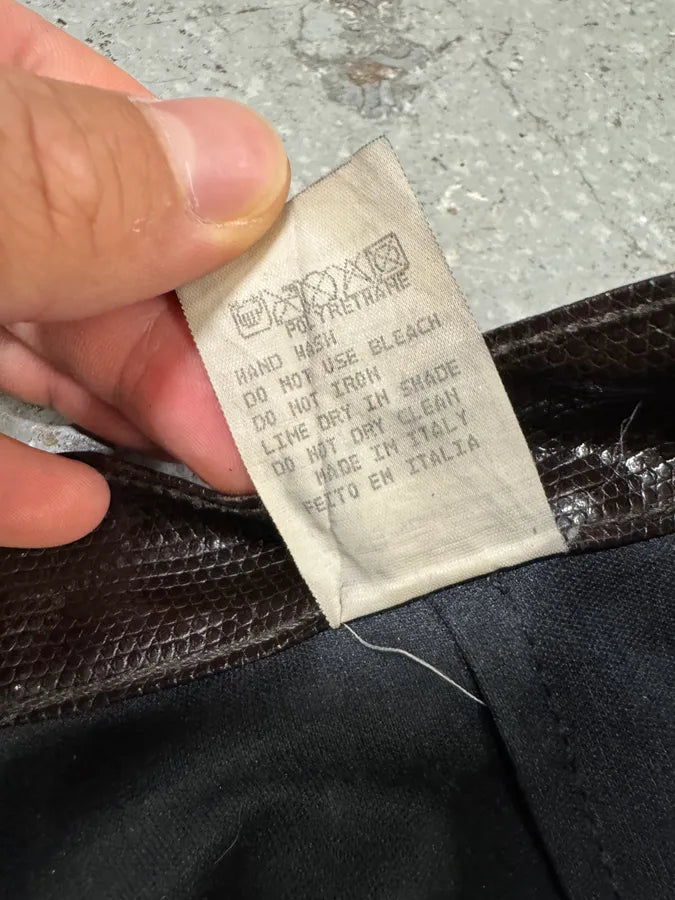 POLYRETHANE
HAND WASH
DO NOT USE BLEACH
DO NOT IRON
LINE DRY IN SHADE
DO NOT DRY CLEAN
MADE IN ITALY
FEITO EM ITALIA